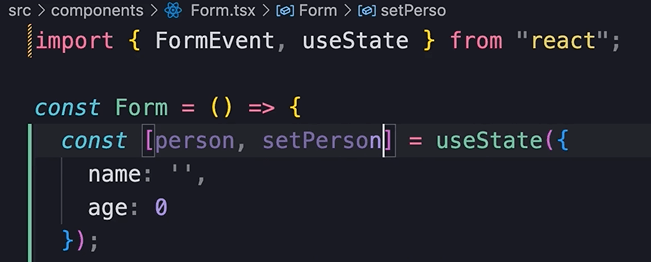 src > components > Form.tsx > Form > setPerso
import { FormEvent, useState } from "react";
const Form = () => {
const [person, setPerson] = useState({
name: '',
age: 0
});